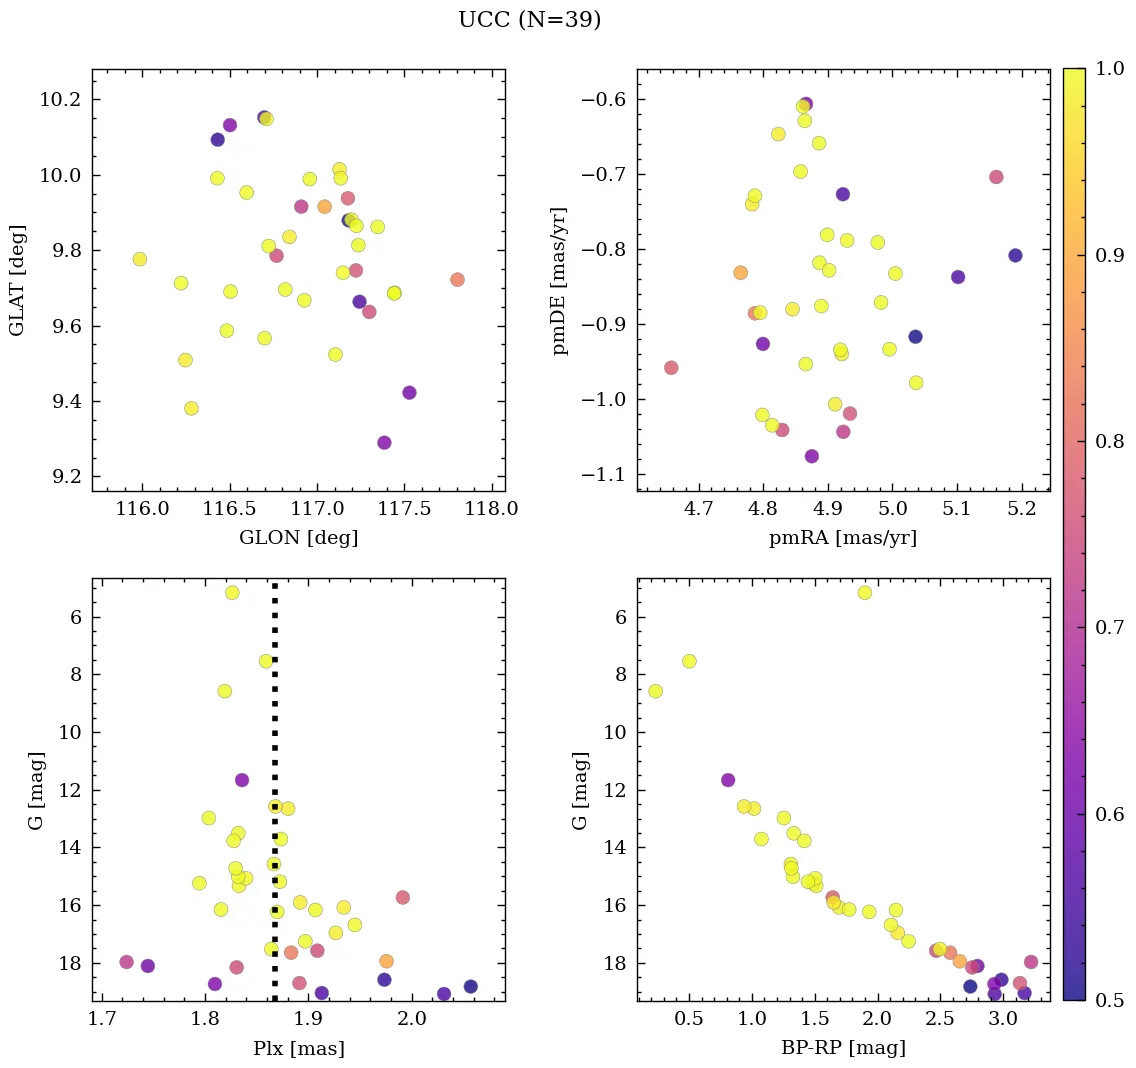 UCC (N=39)
10.2
10.0
9.8
9.6
9.4
9.2
GLAT [deg]
116.0 116.5 117.0 117.5 118.0
GLON [deg]
−0.6
−0.7
−0.8
−0.9
−1.0
−1.1
pmDE [mas/yr]
4.7 4.8 4.9 5.0 5.1 5.2
pmRA [mas/yr]
6
8
10
12
14
16
18
G [mag]
1.7 1.8 1.9 2.0
Plx [mas]
6
8
10
12
14
16
18
G [mag]
0.5 1.0 1.5 2.0 2.5 3.0
BP-RP [mag]
1.0
0.9
0.8
0.7
0.6
0.5